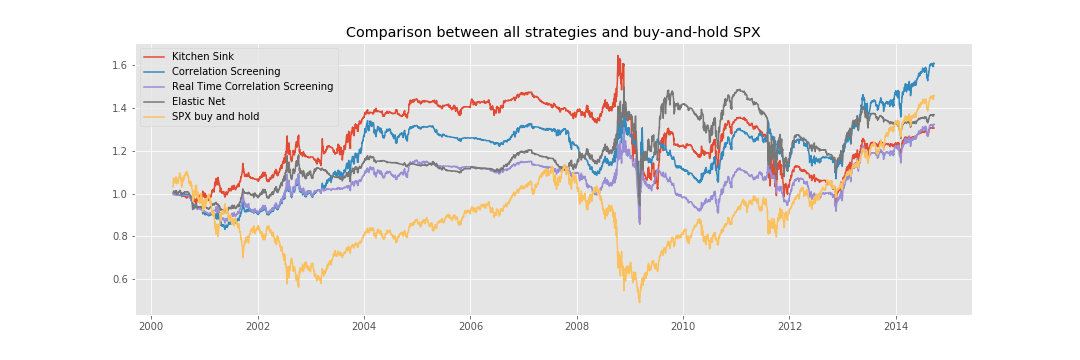 Comparison between all strategies and buy-and-hold SPX
Kitchen Sink
Correlation Screening
Real Time Correlation Screening
Elastic Net
SPX buy and hold
1.6
1.4
1.2
1.0
0.8
0.6
2000 2002 2004 2006 2008 2010 2012 2014